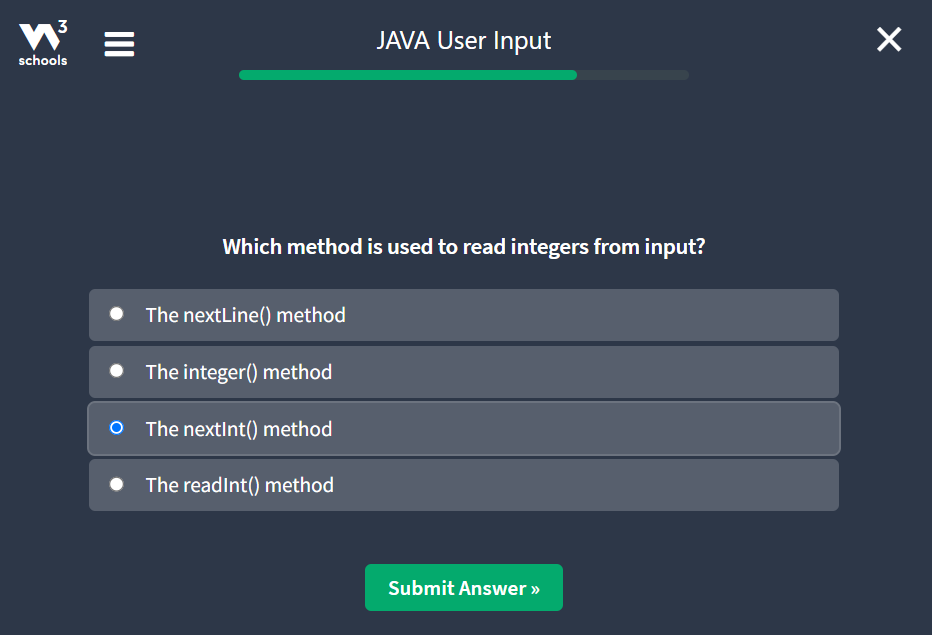 3
schools
JAVA User Input
Which method is used to read integers from input?
The nextLine() method
The integer() method
The nextInt() method
The readInt() method
Submit Answer »